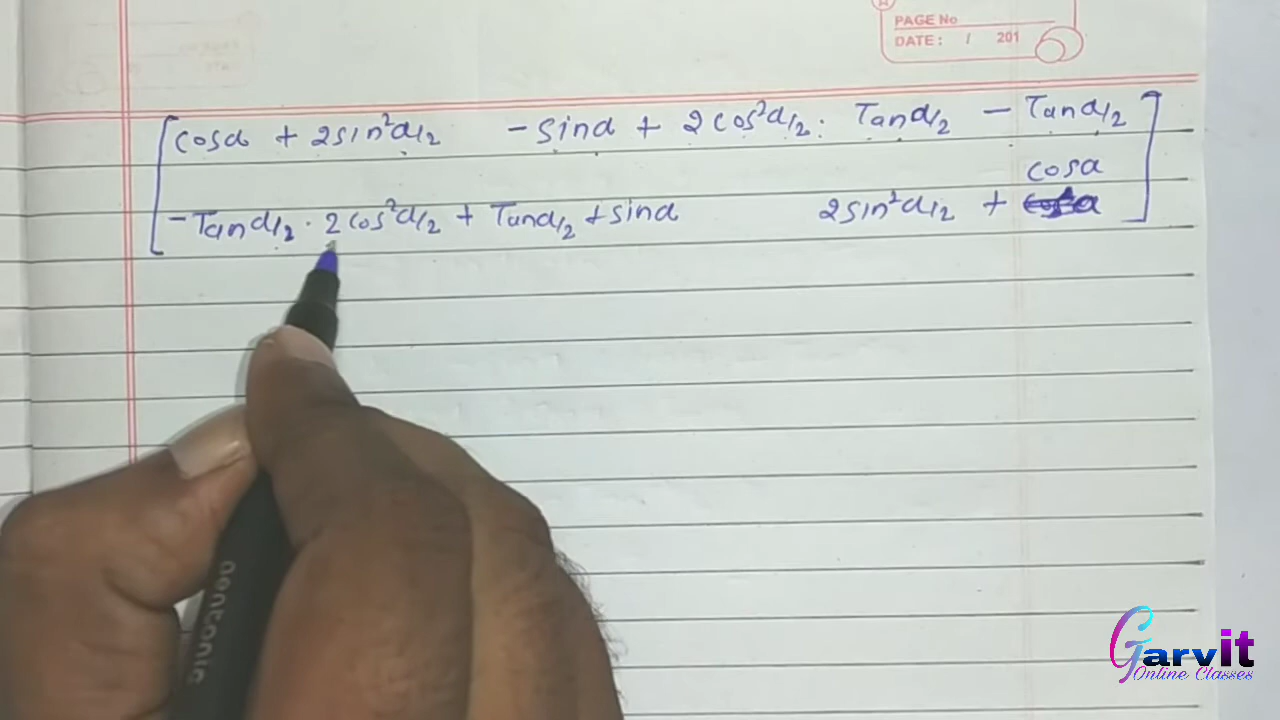 PAGE No
DATE: / 201
cosα + 2sin²α/2 -sinα + 2cos²α/2 . Tanα/2 - Tanα/2
cosα
-Tanα/2 . 2cos²α/2 + Tanα/2 + sinα 2sin²α/2 +
pentonic
Garvit
Online Classes